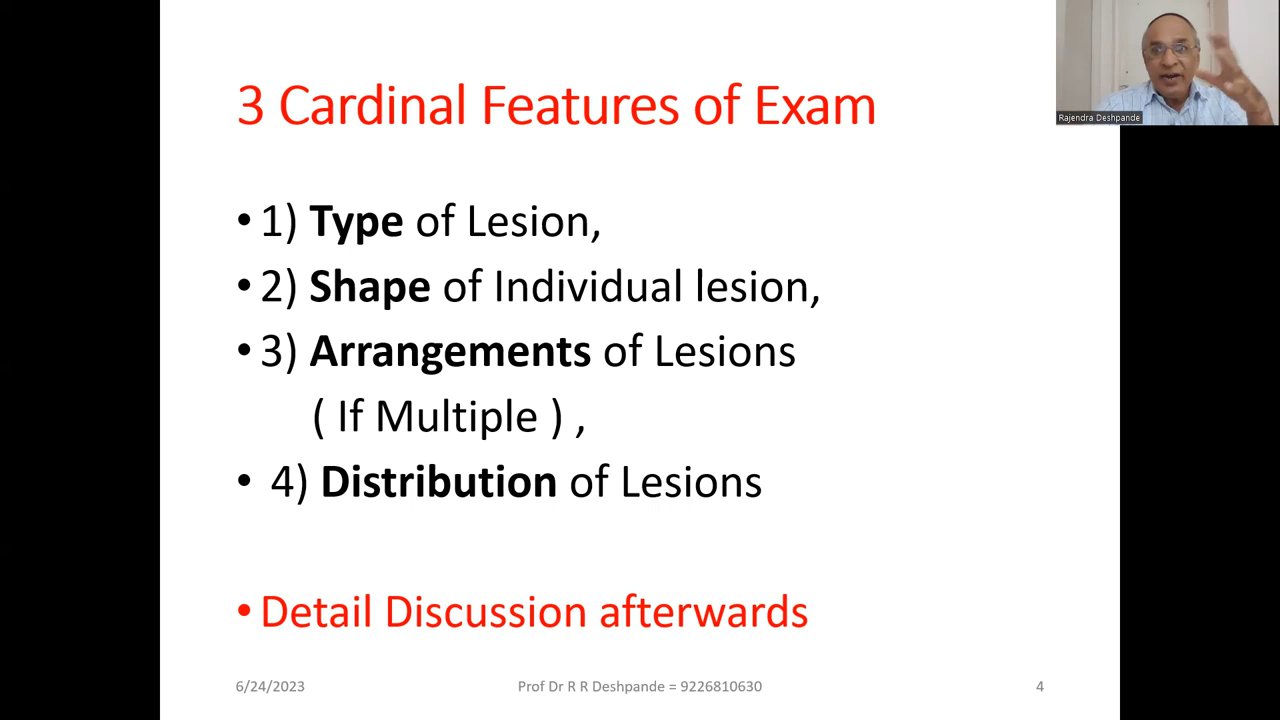 3 Cardinal Features of Exam
Rajendra Deshpande
• 1) Type of Lesion,
• 2) Shape of Individual lesion,
• 3) Arrangements of Lesions
( If Multiple ) ,
• 4) Distribution of Lesions
• Detail Discussion afterwards
6/24/2023 Prof Dr R R Deshpande = 9226810630 4